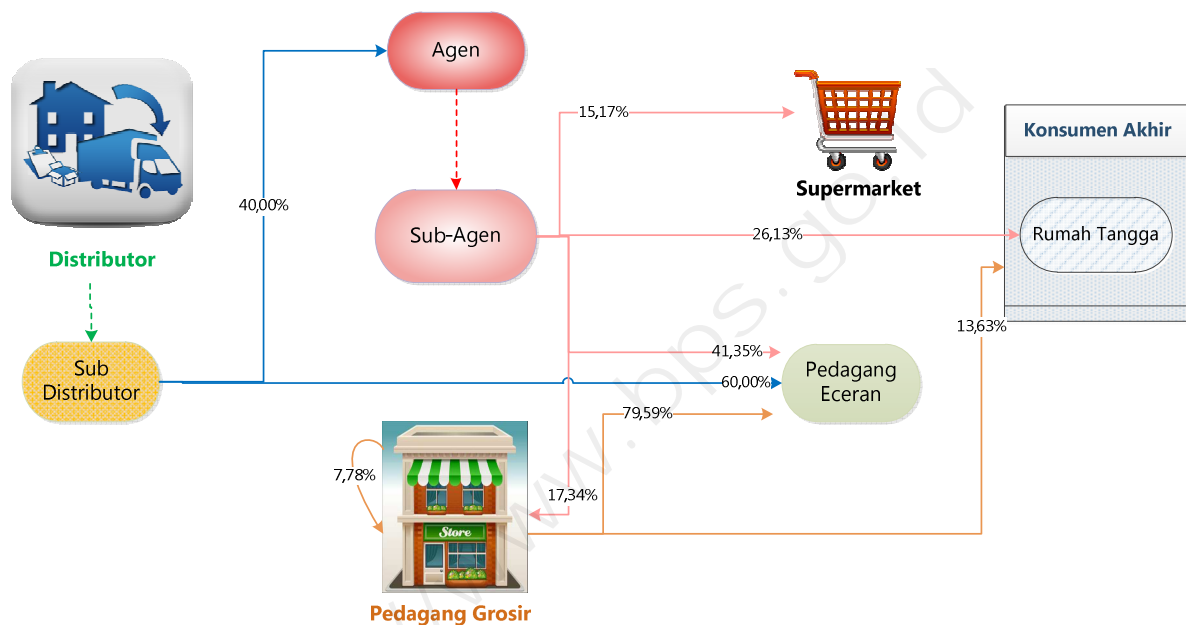 Agen
15,17%
Konsumen Akhir
Supermarket
40,00%
Sub-Agen
26,13%
Rumah Tangga
Distributor
13,63%
41,35%
Sub
Distributor
60,00%
Pedagang
Eceran
79,59%
7,78%
17,34%
Store
Pedagang Grosir
www.bps.go.id